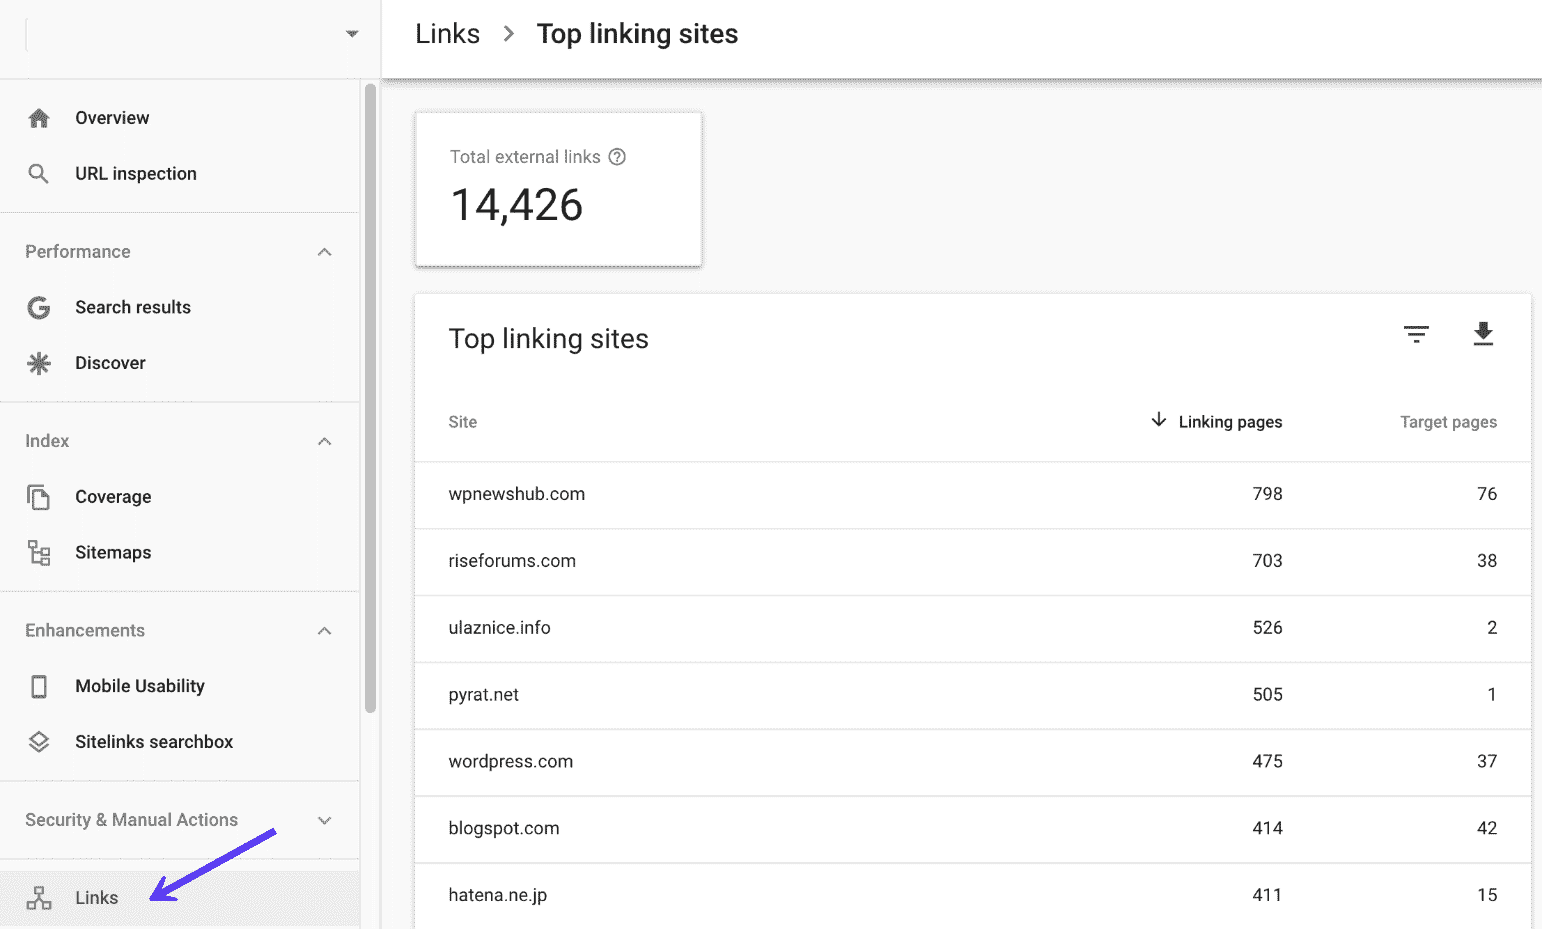 Links > Top linking sites
Overview
URL inspection
Performance
Search results
Discover
Index
Coverage
Sitemaps
Enhancements
Mobile Usability
Sitelinks searchbox
Security & Manual Actions
Links
Total external links ?
14,426
Top linking sites
Site Linking pages Target pages
wpnewshub.com 798 76
riseforums.com 703 38
ulaznice.info 526 2
pyrat.net 505 1
wordpress.com 475 37
blogspot.com 414 42
hatena.ne.jp 411 15